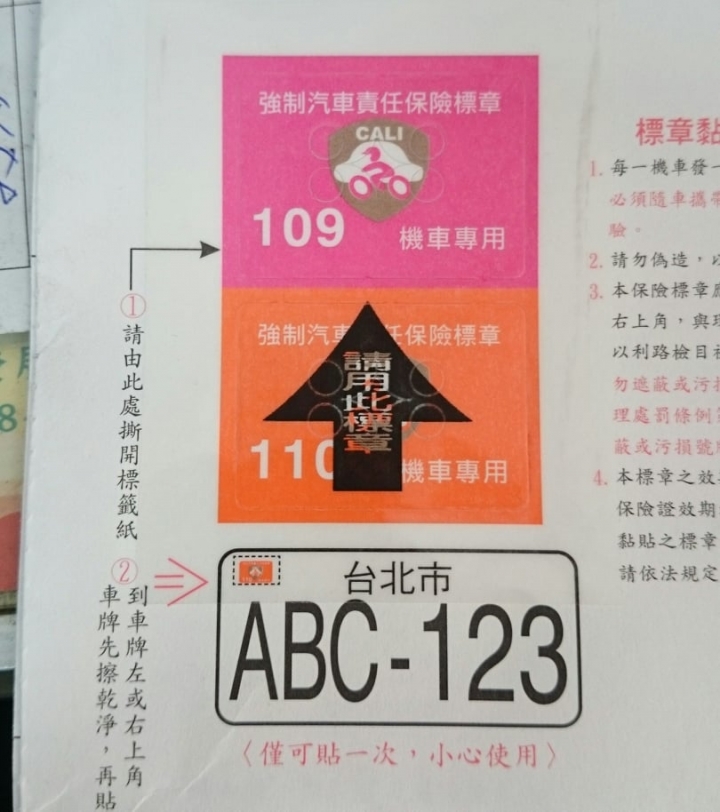 強制汽車責任保險標章
CALI
109
機車專用
強制汽車責任保險標章
請用此標章
110
機車專用
①請由此處撕開標籤紙
②到車牌左或右上角
車牌先擦乾淨，再貼
台北市
ABC-123
〈僅可貼一次，小心使用〉
標章黏
1. 每一機車發一
必須隨車攜帶
驗。
2. 請勿偽造，以
3. 本保險標章應
右上角，與現
以利路檢目視
勿遮蔽或污損
理處罰條例
蔽或污損號牌
4. 本標章之效
保險證效期
黏貼之標章
請依法規定